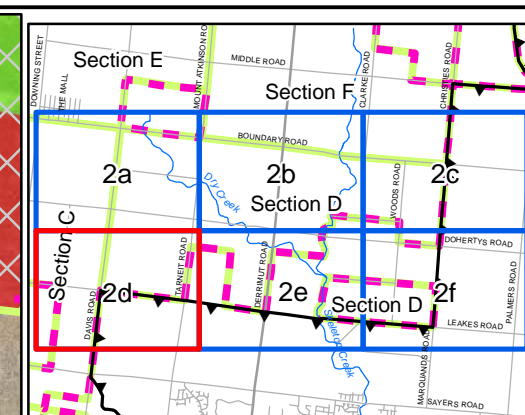 DOWNING STREET
THE MALL
Section E
MOUNT ATKINSON RO
MIDDLE ROAD
Section F
CLARKE ROAD
CHRISTIES ROAD
BOUNDARY ROAD
2a
2b
2c
Dry Creek
Section D
WOODS ROAD
DOHERTYS ROAD
Section C
TARNEIT ROAD
DERRIMUT ROAD
2d
2e
Section D
2f
DAVIS ROAD
Skeleton Creek
LEAKES ROAD
PALMERS ROAD
MARQUANDS ROAD
SAYERS ROAD